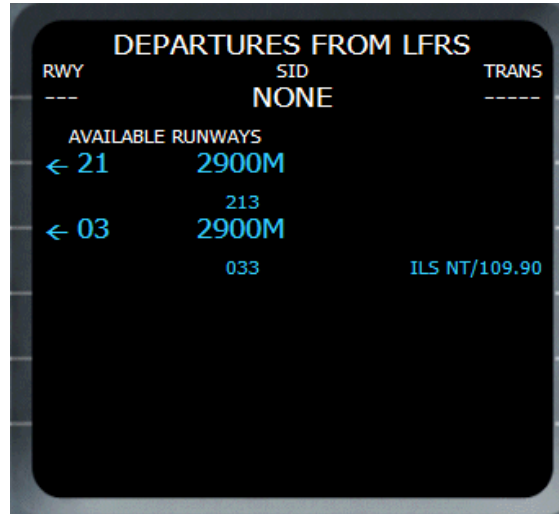 DEPARTURES FROM LFRS
RWY SID TRANS
--- NONE -----
AVAILABLE RUNWAYS
← 21 2900M
213
← 03 2900M
033 ILS NT/109.90